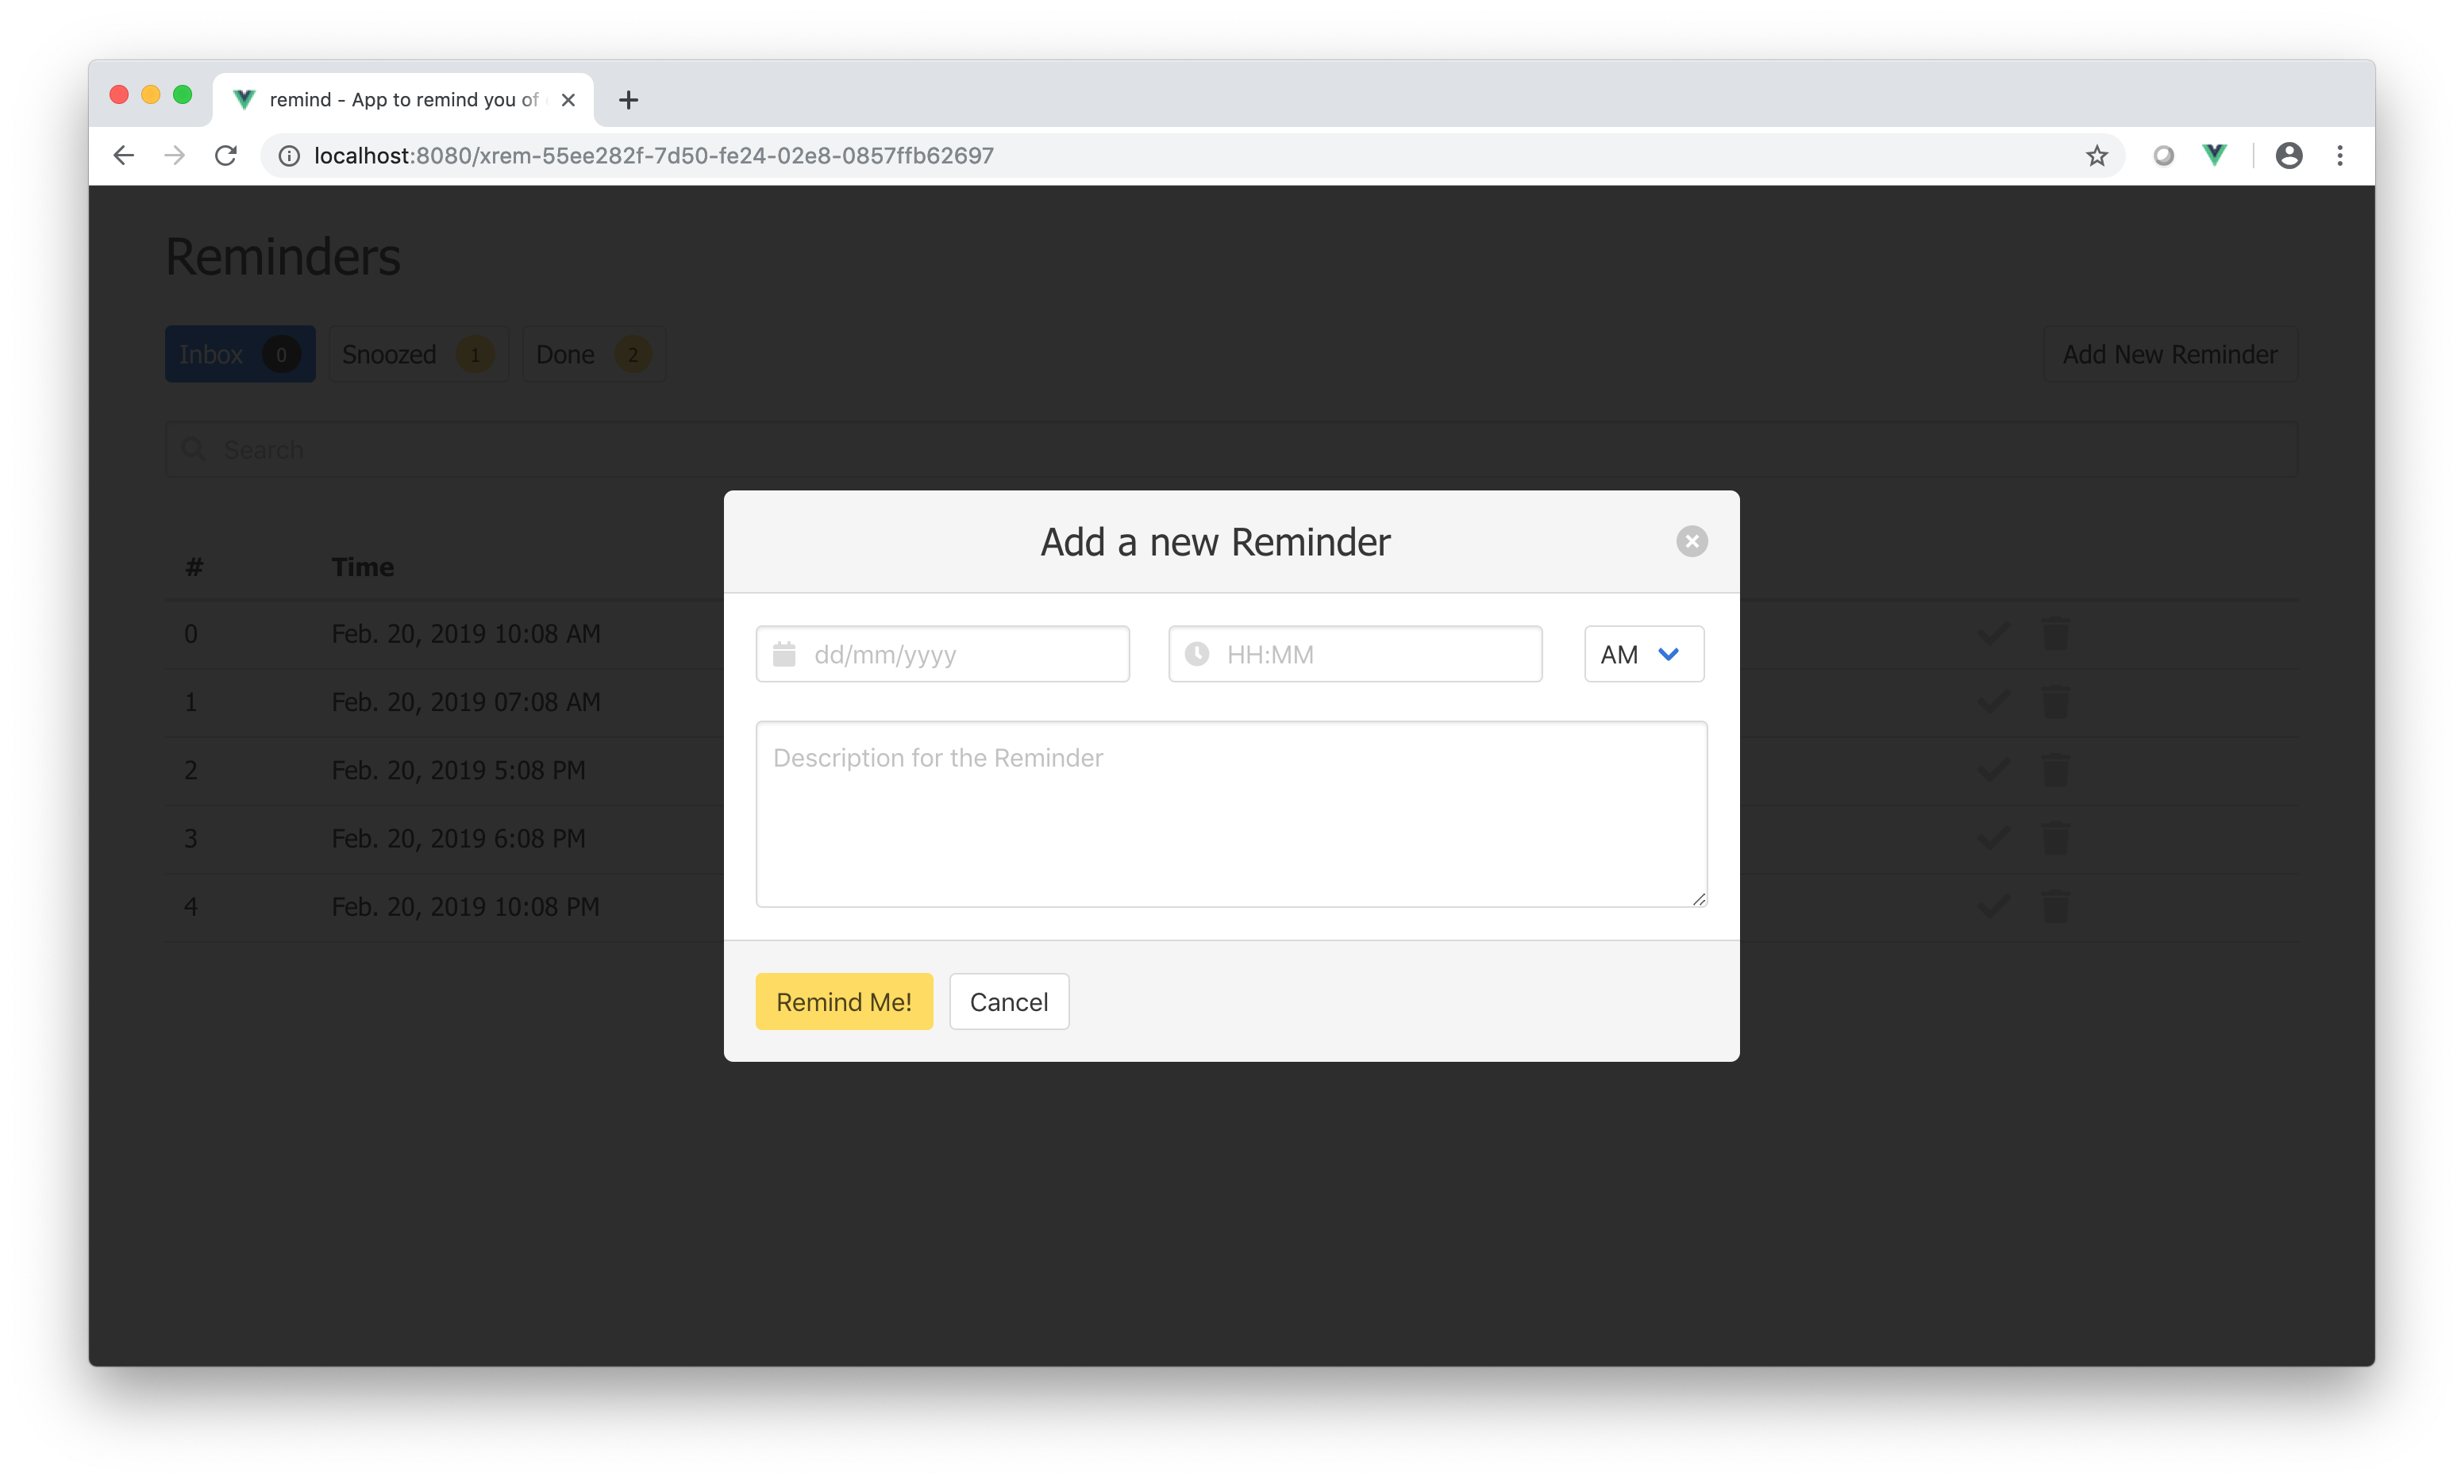 remind - App to remind you of
localhost:8080/xrem-55ee282f-7d50-fe24-02e8-0857ffb62697
Reminders
Inbox 0 Snoozed 1 Done 2 Add New Reminder
Search
Add a new Reminder
# Time
dd/mm/yyyy HH:MM AM
0 Feb. 20, 2019 10:08 AM
1 Feb. 20, 2019 07:08 AM
2 Feb. 20, 2019 5:08 PM
3 Feb. 20, 2019 6:08 PM
4 Feb. 20, 2019 10:08 PM
Description for the Reminder
Remind Me! Cancel